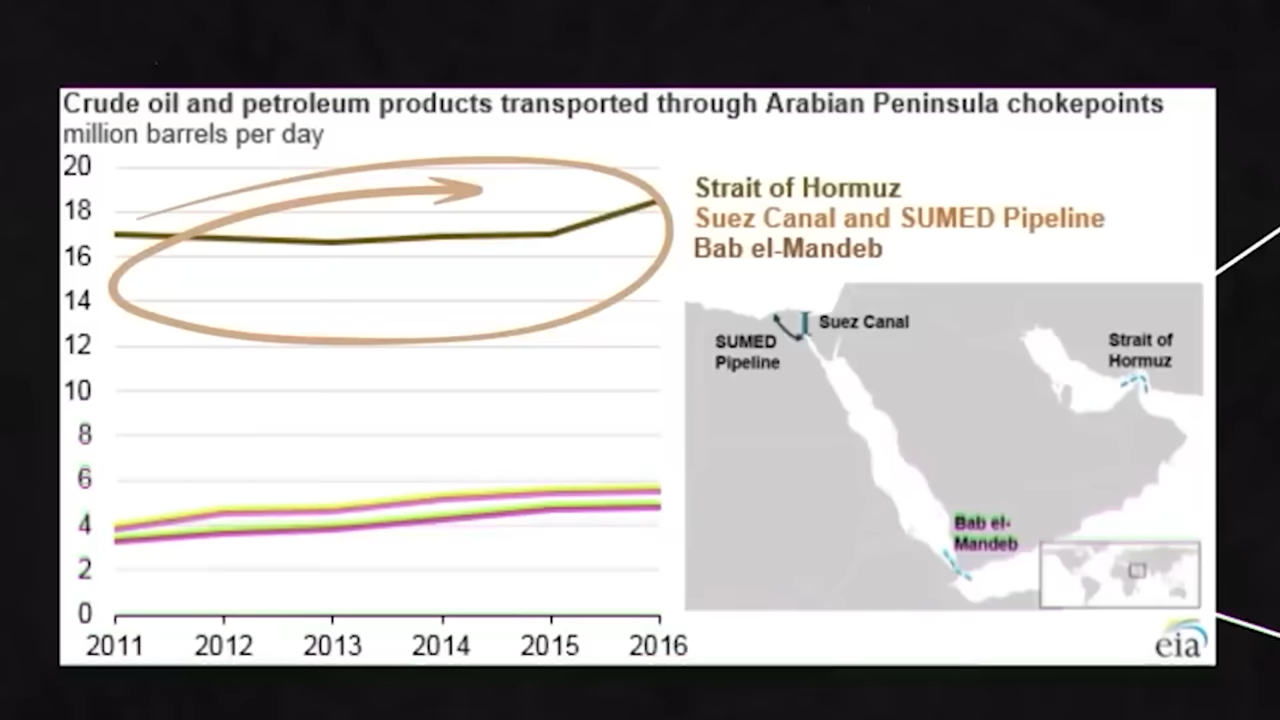 Crude oil and petroleum products transported through Arabian Peninsula chokepoints
million barrels per day
20
18
16
14
12
10
8
6
4
2
0
2011 2012 2013 2014 2015 2016
Strait of Hormuz
Suez Canal and SUMED Pipeline
Bab el-Mandeb
Suez Canal
SUMED
Pipeline
Strait of
Hormuz
Bab el-
Mandeb
eia